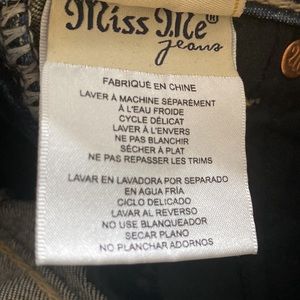 Miss Me®
jeans
FABRIQUÉ EN CHINE
LAVER À MACHINE SÉPARÉMENT
À L'EAU FROIDE
CYCLE DÉLICAT
LAVER À L'ENVERS
NE PAS BLANCHIR
SÉCHER À PLAT
NE PAS REPASSER LES TRIMS
LAVAR EN LAVADORA POR SEPARADO
EN AGUA FRÍA
CICLO DELICADO
LAVAR AL REVERSO
NO USE BLANQUEADOR
SECAR PLANO
NO PLANCHAR ADORNOS